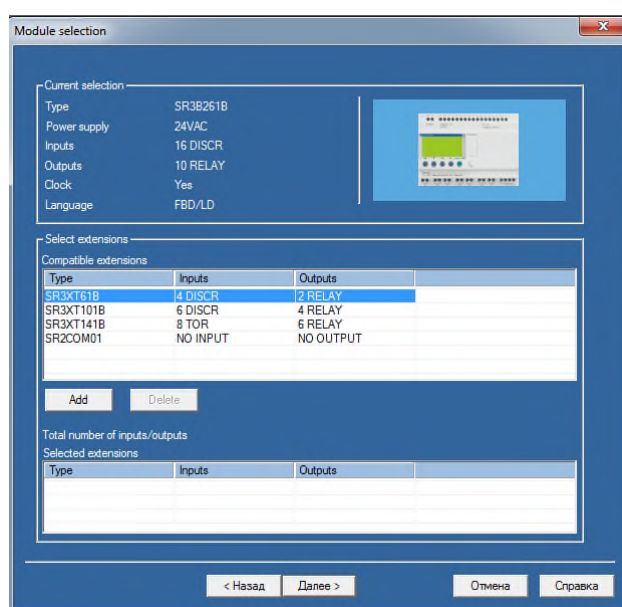 Module selection
Current selection
Type SR3B261B
Power supply 24VAC
Inputs 16 DISCR
Outputs 10 RELAY
Clock Yes
Language FBD/LD
Select extensions
Compatible extensions
Type Inputs Outputs
SR3XT61B 4 DISCR 2 RELAY
SR3XT101B 6 DISCR 4 RELAY
SR3XT141B 8 TOR 6 RELAY
SR2COM01 NO INPUT NO OUTPUT
Add Delete
Total number of inputs/outputs
Selected extensions
Type Inputs Outputs
< Назад Далее > Отмена Справка